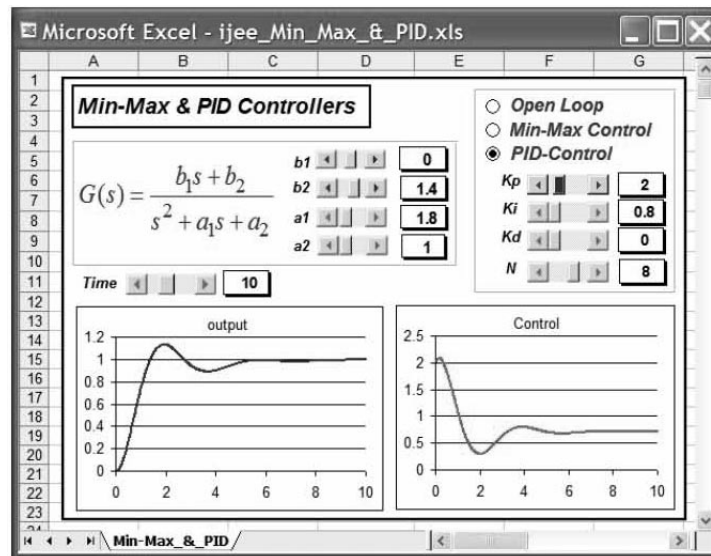 Microsoft Excel - ijee_Min_Max_&_PID.xls
A B C D E F G
1
2
3
4
5
6
7
8
9
10
11
12
13
14
15
16
17
18
19
20
21
22
23
Min-Max & PID Controllers
Open Loop
Min-Max Control
PID-Control
G(s) = (b₁s + b₂) / (s² + a₁s + a₂)
b1 0
b2 1.4
a1 1.8
a2 1
Kp 2
Ki 0.8
Kd 0
N 8
Time 10
output
1.2
1
0.8
0.6
0.4
0.2
0
0 2 4 6 8 10
Control
2.5
2
1.5
1
0.5
0
0 2 4 6 8 10
Min-Max_&_PID